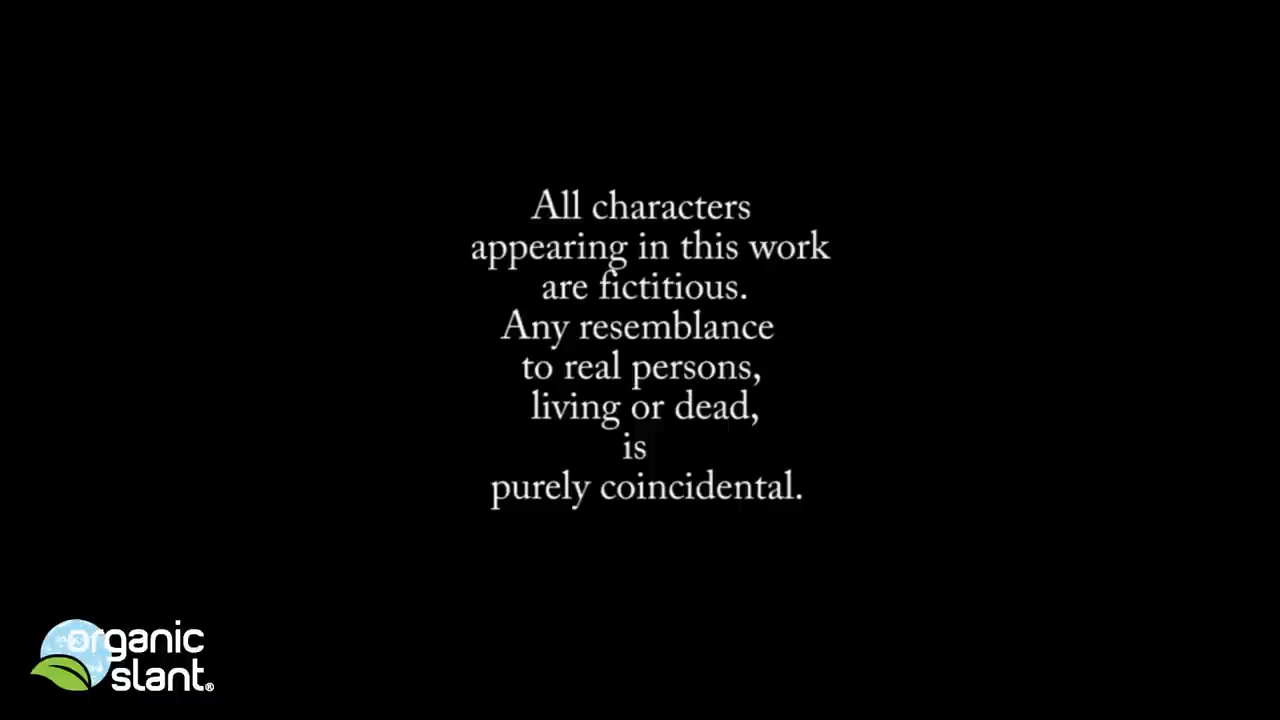 All characters
appearing in this work
are fictitious.
Any resemblance
to real persons,
living or dead,
is
purely coincidental.
organic
slant®